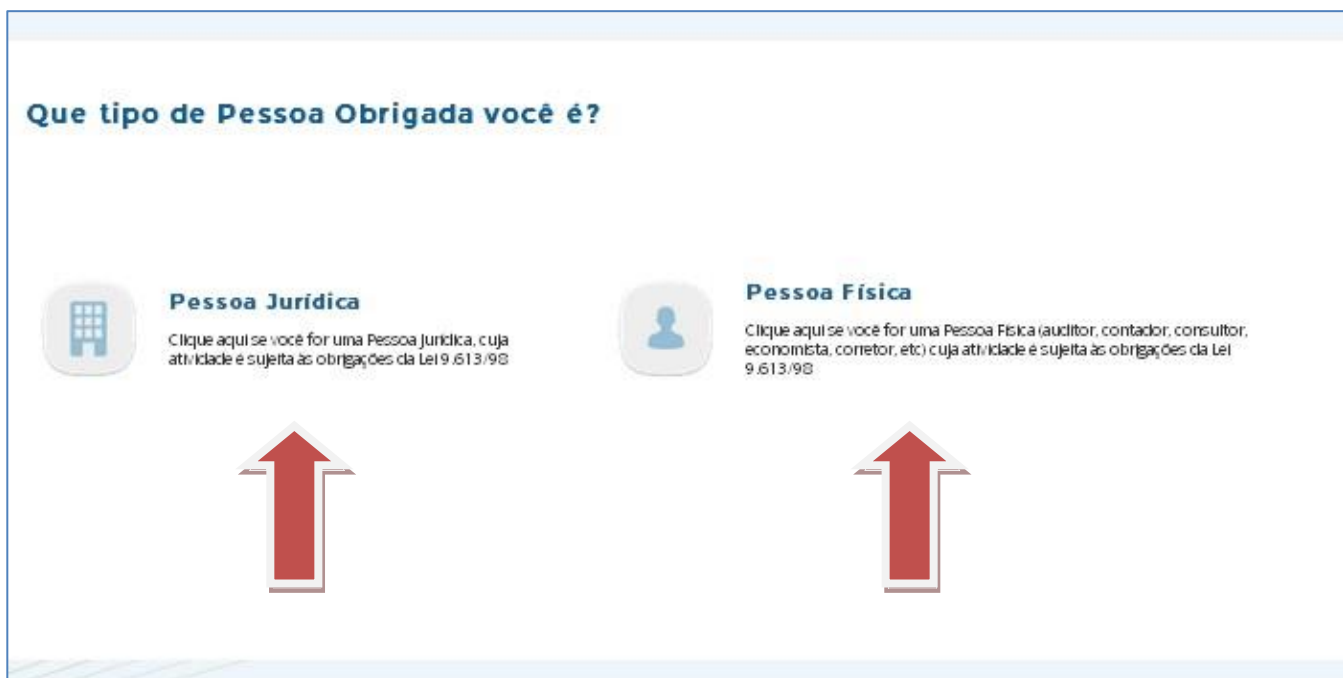 Que tipo de Pessoa Obrigada você é?
Pessoa Jurídica
Clique aqui se você for uma Pessoa Jurídica, cuja
atividade é sujeita às obrigações da Lei 9.613/98
Pessoa Física
Clique aqui se você for uma Pessoa Física (auditor, contador, consultor,
economista, corretor, etc) cuja atividade é sujeita às obrigações da Lei
9.613/98